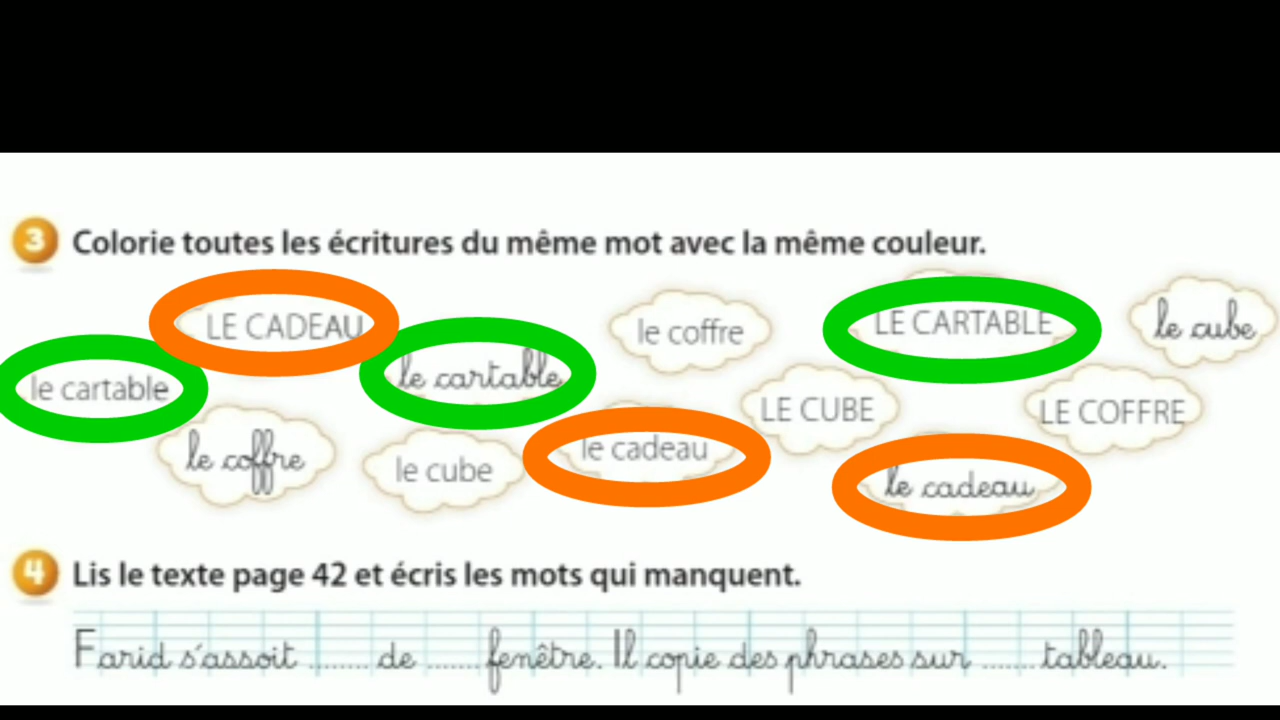 3 Colorie toutes les écritures du même mot avec la même couleur.
LE CADEAU le coffre LE CARTABLE le cube
le cartable le cartable LE CUBE LE COFFRE
le coffre le cube le cadeau le cadeau
4 Lis le texte page 42 et écris les mots qui manquent.
Farid s'assoit ........ de ....... fenêtre. Il copie des phrases sur ....... tableau.